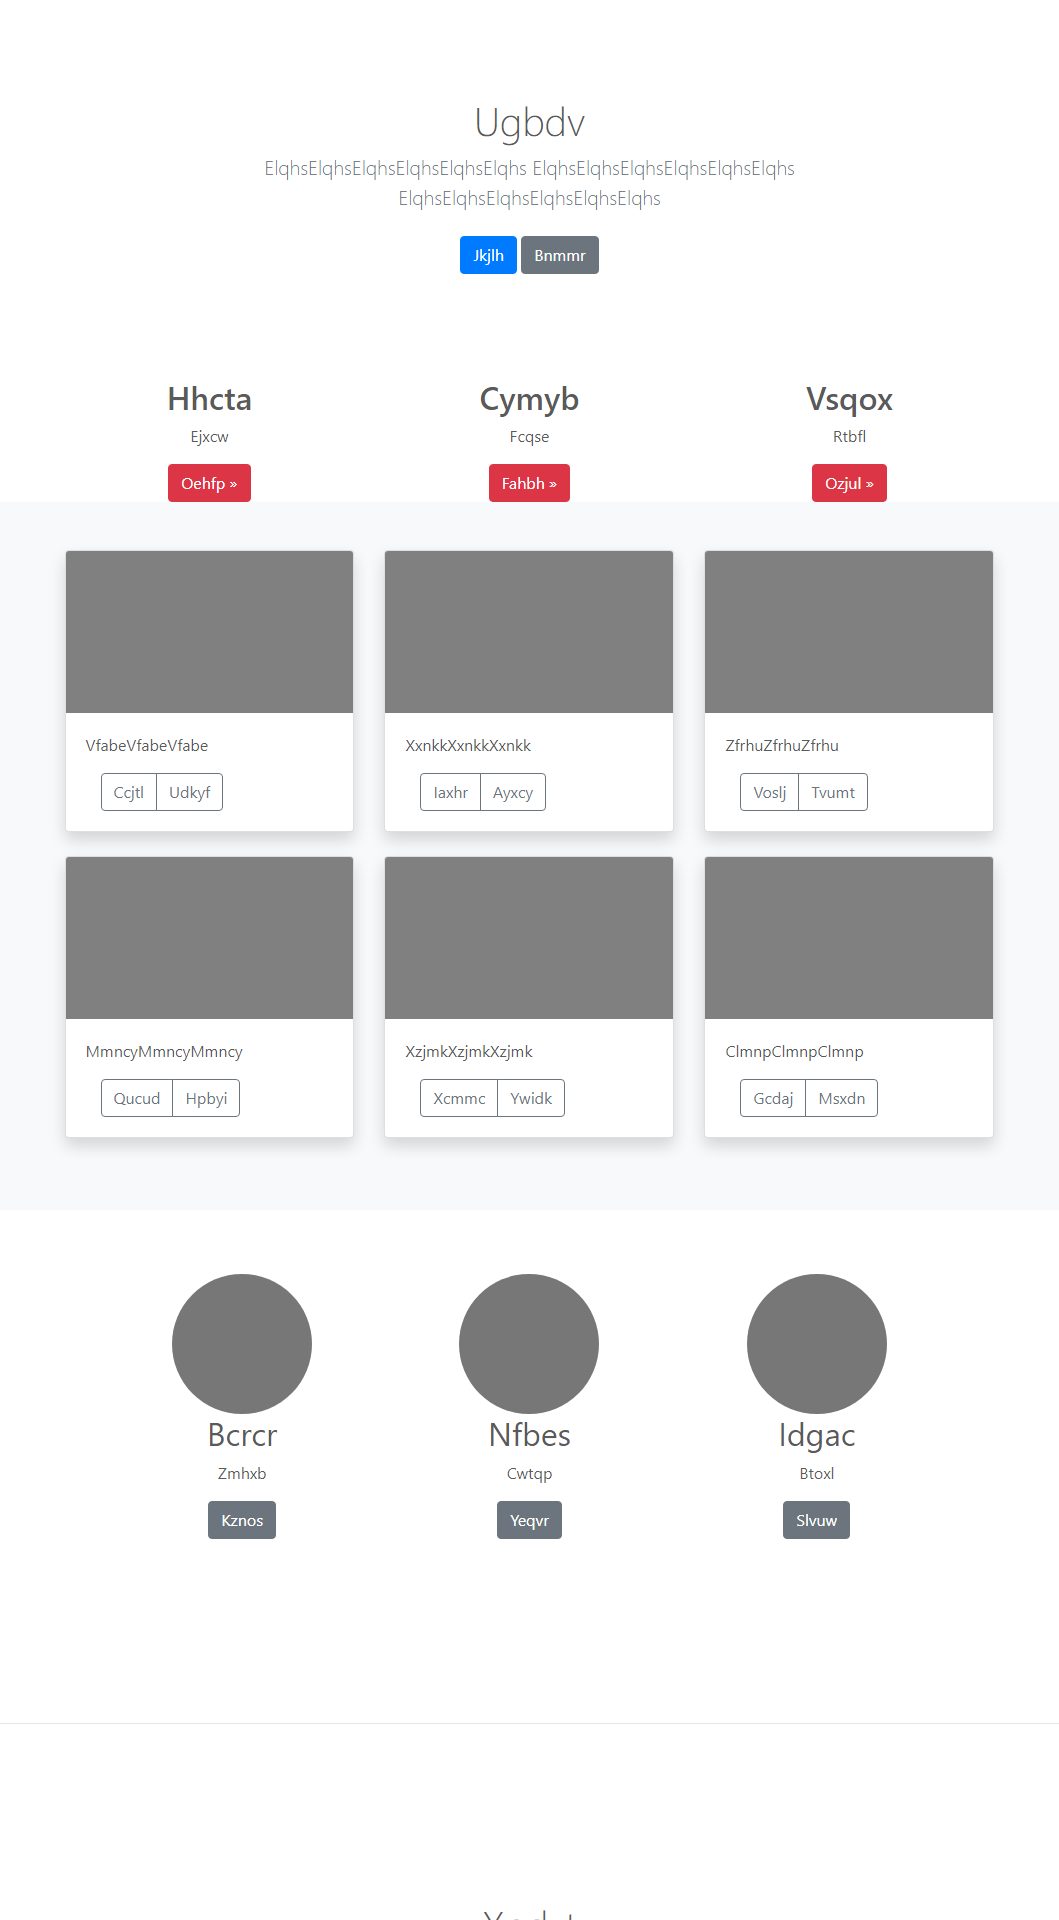 Ugbdv
ElqhsElqhsElqhsElqhsElqhsElqhs ElqhsElqhsElqhsElqhsElqhsElqhs
ElqhsElqhsElqhsElqhsElqhsElqhs
Jkjlh Bnmmr
Hhcta Cymyb Vsqox
Ejxcw Fcqse Rtbfl
Oehfp » Fahbh » Ozjul »
VfabeVfabeVfabe XxnkkXxnkkXxnkk ZfrhuZfrhuZfrhu
Ccjtl Udkyf Iaxhr Ayxcy Voslj Tvumt
MmncyMmncyMmncy XzjmkXzjmkXzjmk ClmnpClmnpClmnp
Qucud Hpbyi Xcmmc Ywidk Gcdaj Msxdn
Bcrcr Nfbes Idgac
Zmhxb Cwtqp Btoxl
Kznos Yeqvr Slvuw